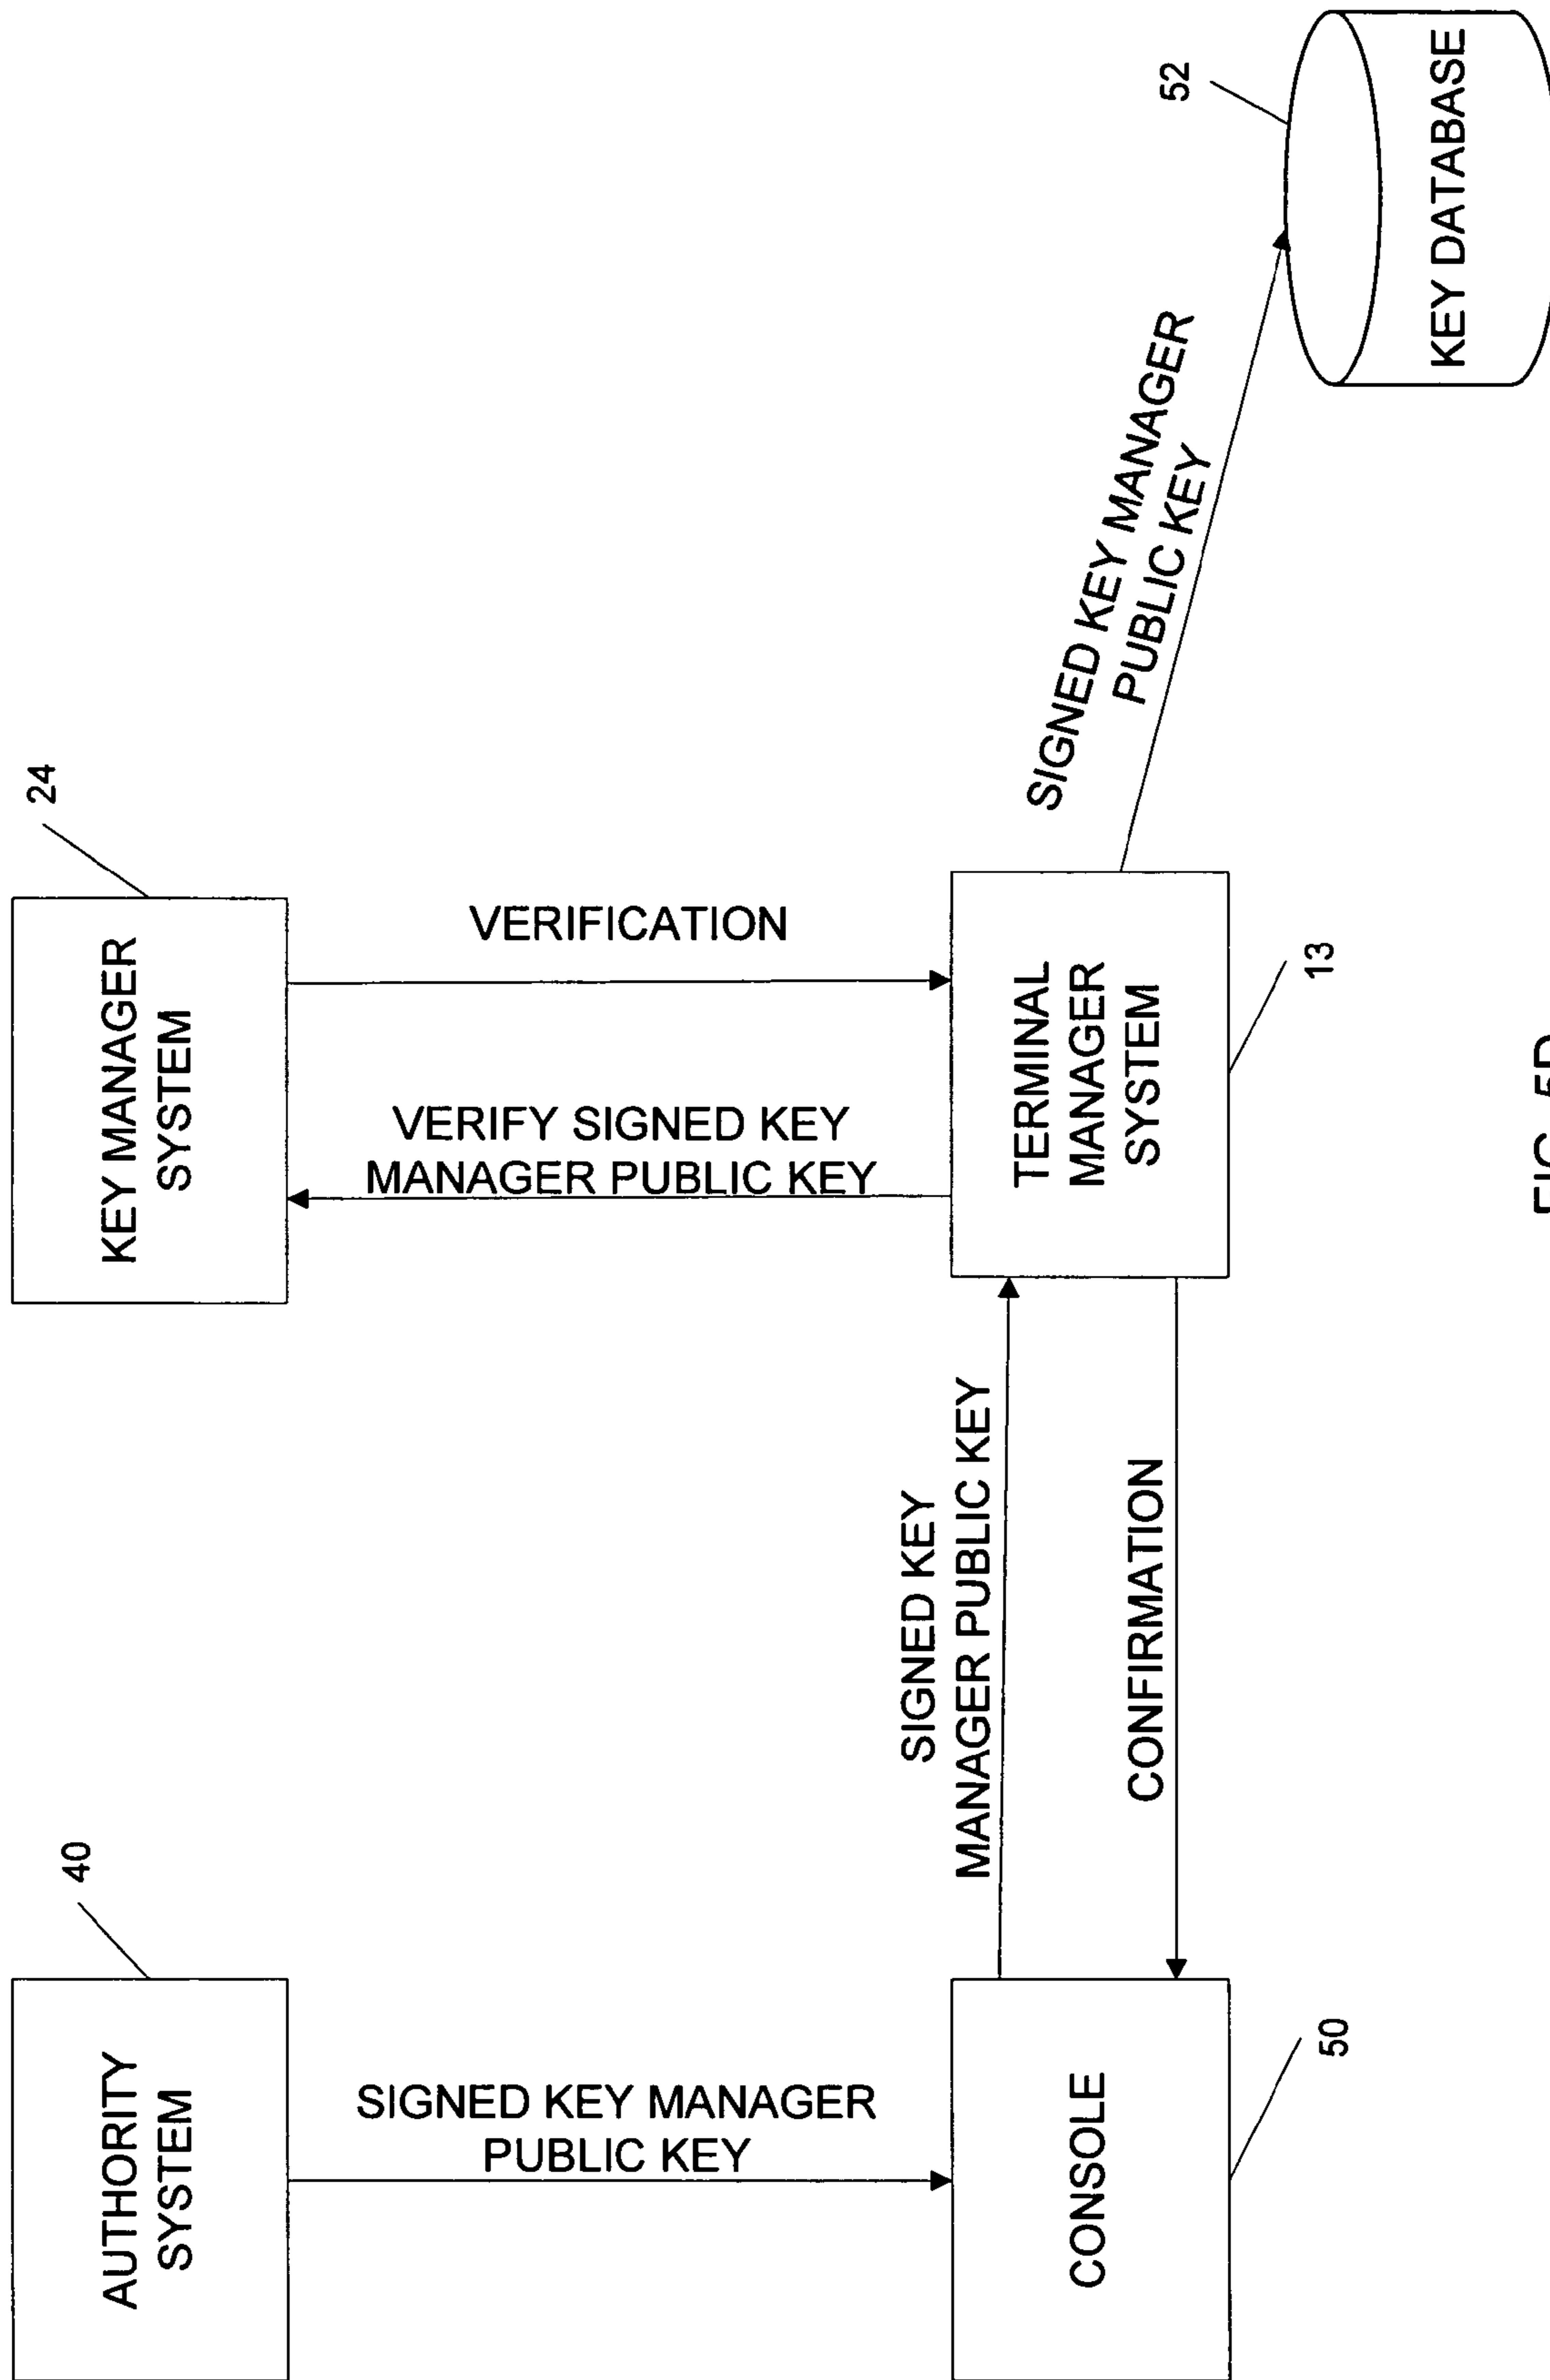 40
AUTHORITY
SYSTEM
24
KEY MANAGER
SYSTEM
SIGNED KEY MANAGER
PUBLIC KEY
VERIFY SIGNED KEY
MANAGER PUBLIC KEY
VERIFICATION
SIGNED KEY
MANAGER PUBLIC KEY
CONFIRMATION
CONSOLE
50
TERMINAL
MANAGER
SYSTEM
13
SIGNED KEY MANAGER
PUBLIC KEY
52
KEY DATABASE
FIG.